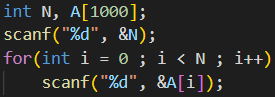 int N, A[1000];
scanf("%d", &N);
for(int i = 0 ; i < N ; i++)
    scanf("%d", &A[i]);